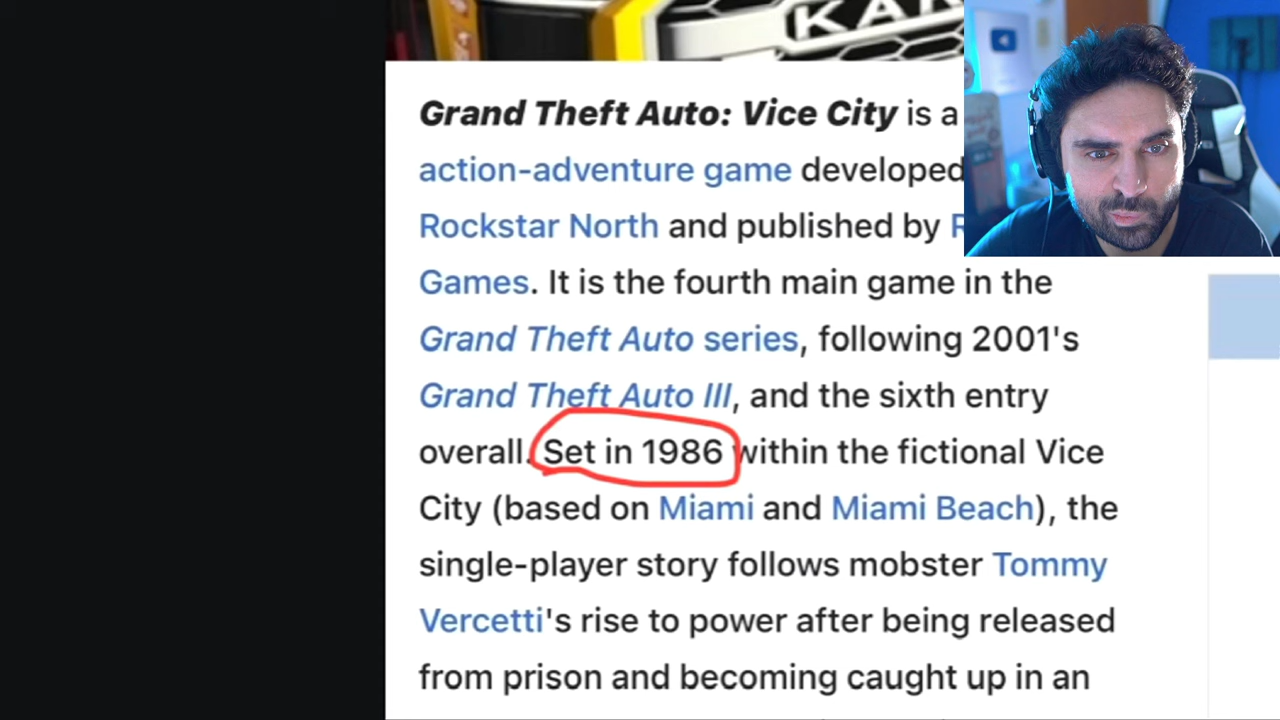 KAN
Grand Theft Auto: Vice City is a
action-adventure game developed
Rockstar North and published by R
Games. It is the fourth main game in the
Grand Theft Auto series, following 2001's
Grand Theft Auto III, and the sixth entry
overall. Set in 1986 within the fictional Vice
City (based on Miami and Miami Beach), the
single-player story follows mobster Tommy
Vercetti's rise to power after being released
from prison and becoming caught up in an